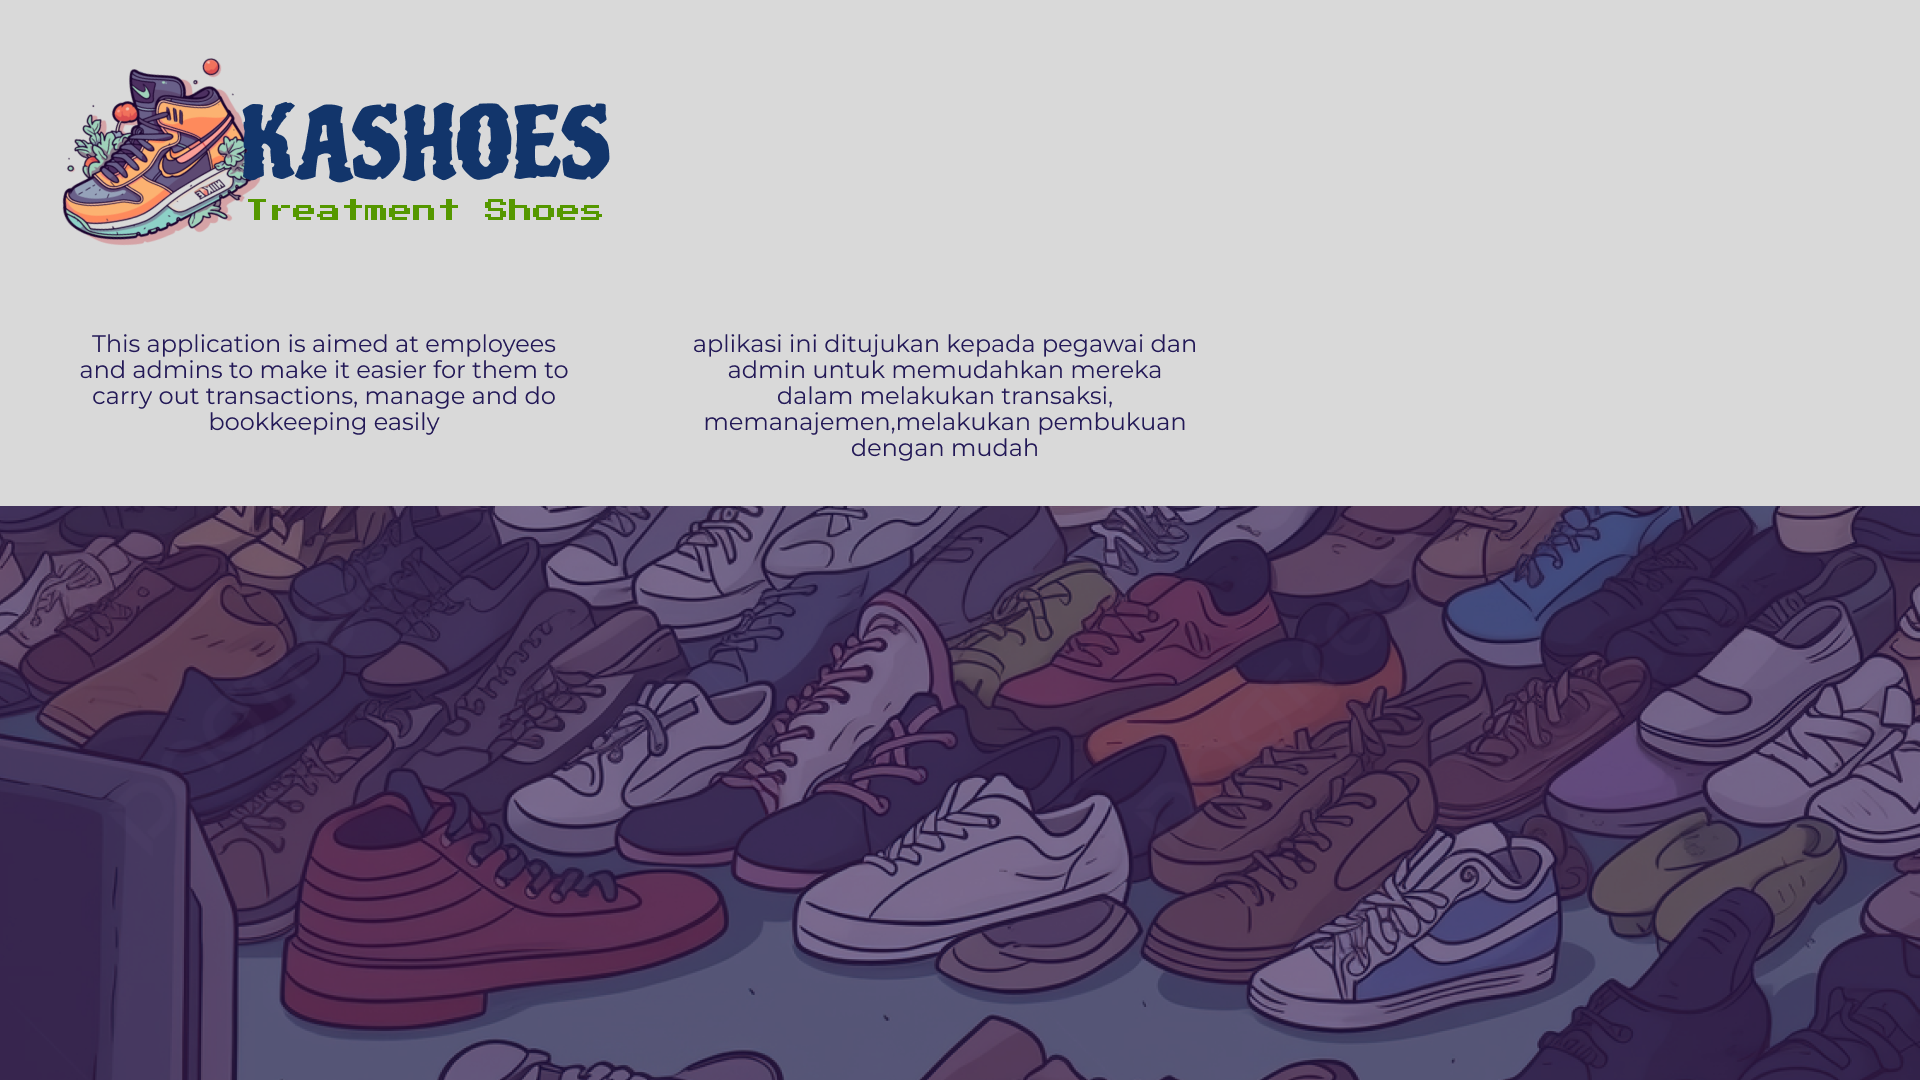 KASHOES
Treatment Shoes
This application is aimed at employees
and admins to make it easier for them to
carry out transactions, manage and do
bookkeeping easily
aplikasi ini ditujukan kepada pegawai dan
admin untuk memudahkan mereka
dalam melakukan transaksi,
memanajemen,melakukan pembukuan
dengan mudah